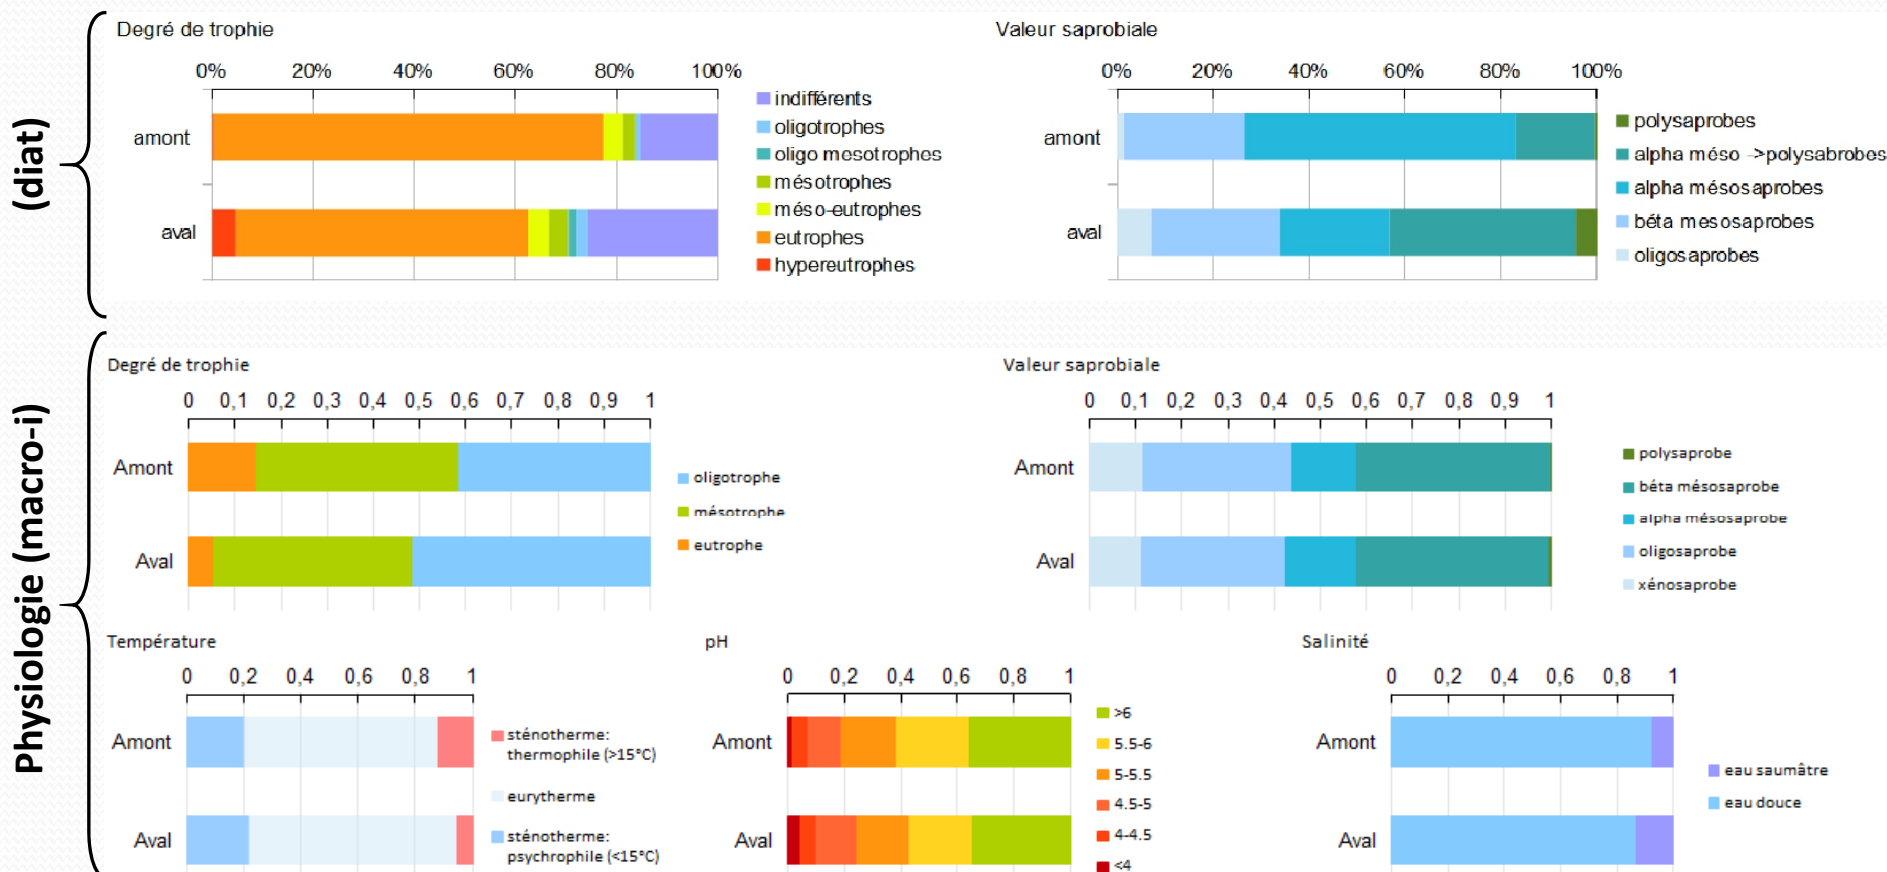 (diat)
Degré de trophie
0% 20% 40% 60% 80% 100%
amont
aval
indifférents
oligotrophes
oligo mesotrophes
mésotrophes
méso-eutrophes
eutrophes
hypereutrophes
Valeur saprobiale
0% 20% 40% 60% 80% 100%
amont
aval
polysaprobes
alpha méso ->polysabrobes
alpha mésosaprobes
béta mesosaprobes
oligosaprobes
Physiologie (macro-i)
Degré de trophie
0 0,1 0,2 0,3 0,4 0,5 0,6 0,7 0,8 0,9 1
Amont
Aval
oligotrophe
mésotrophe
eutrophe
Valeur saprobiale
0 0,1 0,2 0,3 0,4 0,5 0,6 0,7 0,8 0,9 1
Amont
Aval
polysaprobe
béta mésosaprobe
alpha mésosaprobe
oligosaprobe
xénosaprobe
Température
0 0,2 0,4 0,6 0,8 1
Amont
Aval
sténotherme:
thermophile (>15°C)
eurytherme
sténotherme:
psychrophile (<15°C)
pH
0 0,2 0,4 0,6 0,8 1
Amont
Aval
>6
5.5-6
5-5.5
4.5-5
4-4.5
<4
Salinité
0 0,2 0,4 0,6 0,8 1
Amont
Aval
eau saumâtre
eau douce